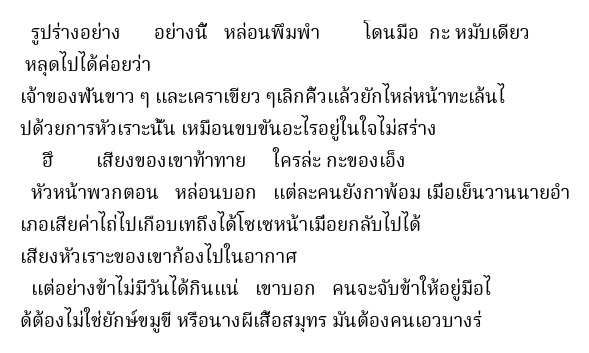 รูปร่างอย่าง อย่างนี้ หล่อนพึมพำ โดนมือ กะ หมับเดียว
หลุดไปได้ค่อยว่า
เจ้าของฟันขาว ๆ และเคราเขียว ๆเลิกคิ้วแล้วยักไหล่หน้าทะเล้นไ
ปด้วยการหัวเราะนั้น เหมือนขบขันอะไรอยู่ในใจไม่สร่าง
ฮึ เสียงของเขาท้าทาย ใครล่ะ กะของเอ็ง
หัวหน้าพวกตอน หล่อนบอก แต่ละคนยังกาพ้อม เมื่อเย็นวานนายอำ
เภอเสียค่าไถ่ไปเกือบเทถึงได้โซเซหน้าเมื่อยกลับไปได้
เสียงหัวเราะของเขาก้องไปในอากาศ
แต่อย่างข้าไม่มีวันได้กินแน่ เขาบอก คนจะจับข้าให้อยู่มือไ
ด้ต้องไม่ใช่ยักษ์ขมูขี หรือนางผีเสื้อสมุทร มันต้องคนเอวบางร่